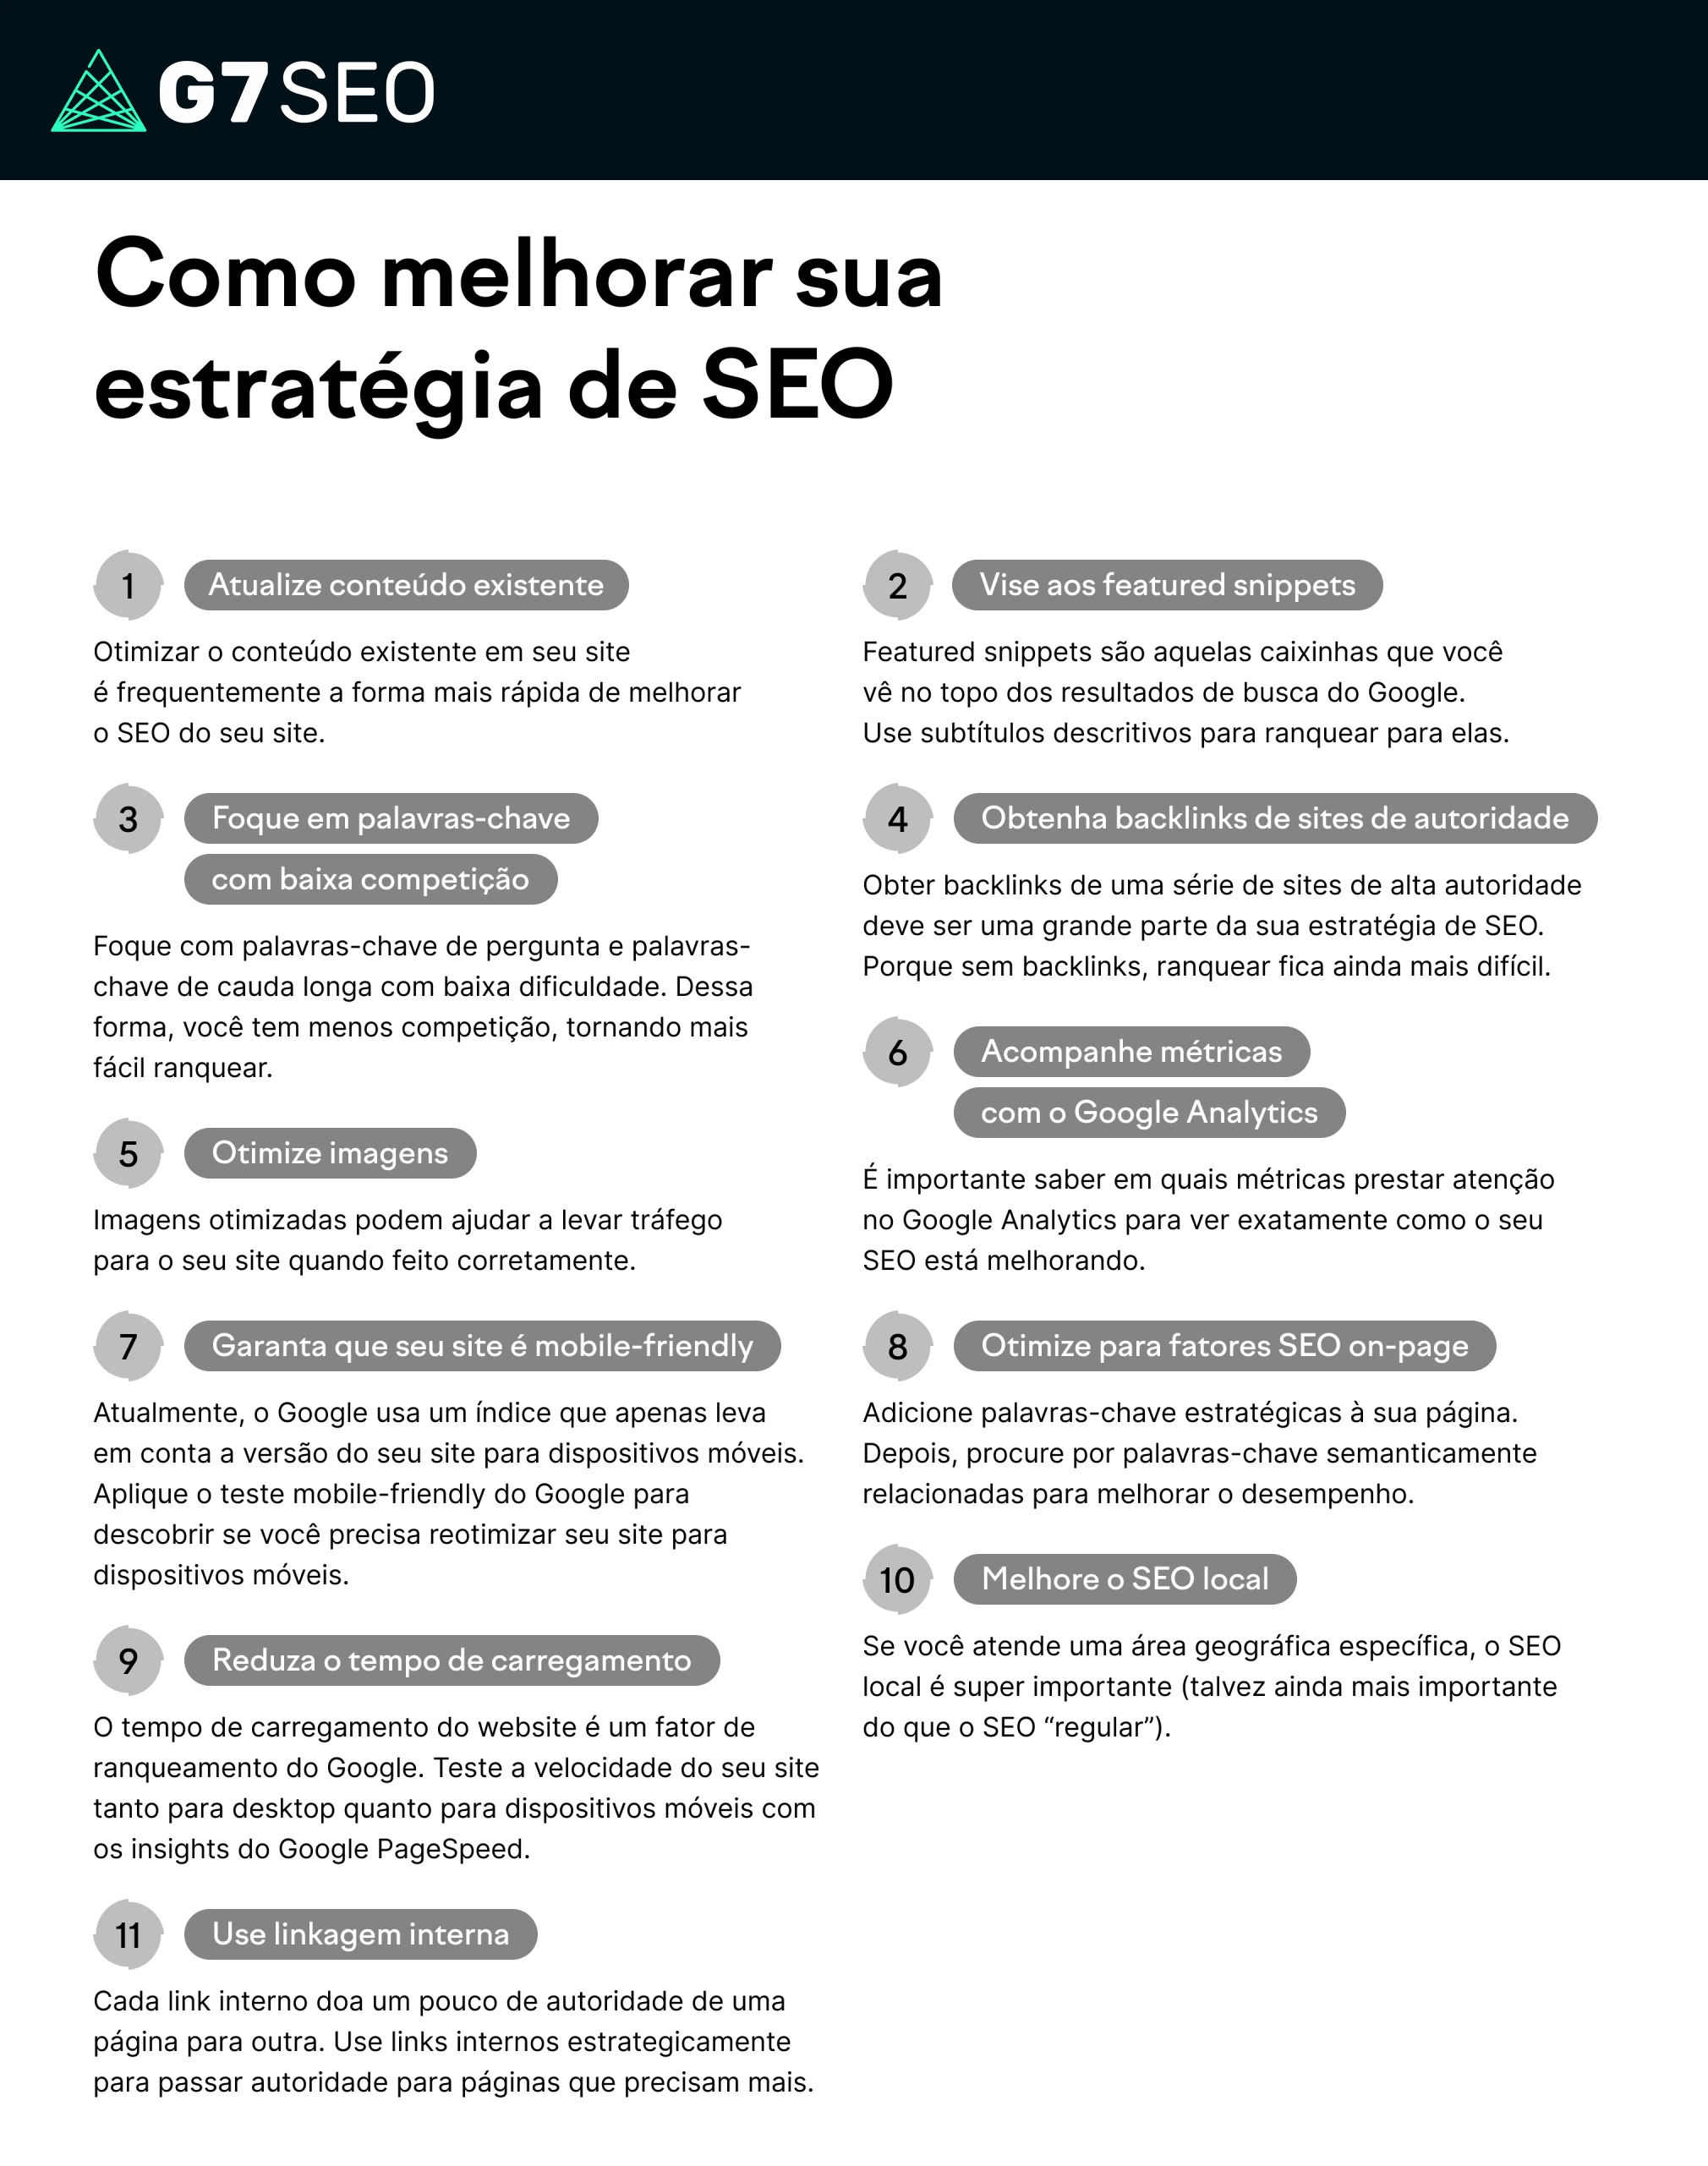 G7SEO
Como melhorar sua
estratégia de SEO
1
Atualize conteúdo existente
Otimizar o conteúdo existente em seu site
é frequentemente a forma mais rápida de melhorar
o SEO do seu site.
2
Vise aos featured snippets
Featured snippets são aquelas caixinhas que você
vê no topo dos resultados de busca do Google.
Use subtítulos descritivos para ranquear para elas.
3
Foque em palavras-chave
com baixa competição
Foque com palavras-chave de pergunta e palavras-
chave de cauda longa com baixa dificuldade. Dessa
forma, você tem menos competição, tornando mais
fácil ranquear.
4
Obtenha backlinks de sites de autoridade
Obter backlinks de uma série de sites de alta autoridade
deve ser uma grande parte da sua estratégia de SEO.
Porque sem backlinks, ranquear fica ainda mais difícil.
5
Otimize imagens
Imagens otimizadas podem ajudar a levar tráfego
para o seu site quando feito corretamente.
6
Acompanhe métricas
com o Google Analytics
É importante saber em quais métricas prestar atenção
no Google Analytics para ver exatamente como o seu
SEO está melhorando.
7
Garanta que seu site é mobile-friendly
Atualmente, o Google usa um índice que apenas leva
em conta a versão do seu site para dispositivos móveis.
Aplique o teste mobile-friendly do Google para
descobrir se você precisa reotimizar seu site para
dispositivos móveis.
8
Otimize para fatores SEO on-page
Adicione palavras-chave estratégicas à sua página.
Depois, procure por palavras-chave semanticamente
relacionadas para melhorar o desempenho.
9
Reduza o tempo de carregamento
O tempo de carregamento do website é um fator de
ranqueamento do Google. Teste a velocidade do seu site
tanto para desktop quanto para dispositivos móveis com
os insights do Google PageSpeed.
10
Melhore o SEO local
Se você atende uma área geográfica específica, o SEO
local é super importante (talvez ainda mais importante
do que o SEO “regular”).
11
Use linkagem interna
Cada link interno doa um pouco de autoridade de uma
página para outra. Use links internos estrategicamente
para passar autoridade para páginas que precisam mais.